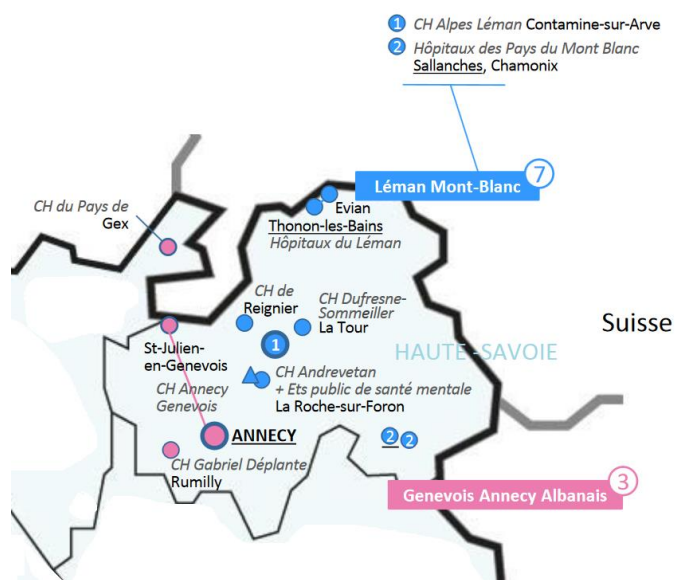 1 CH Alpes Léman Contamine-sur-Arve
2 Hôpitaux des Pays du Mont Blanc
Sallanches, Chamonix
Léman Mont-Blanc 7
CH du Pays de
Gex
Evian
Thonon-les-Bains
Hôpitaux du Léman
CH de
Reignier
CH Dufresne-
Sommeiller
La Tour
1
Suisse
St-Julien-
en-Genevois
HAUTE-SAVOIE
CH Annecy
Genevois
CH Andrevetan
+ Ets public de santé mentale
La Roche-sur-Foron
ANNECY
2 2
CH Gabriel Déplante
Rumilly
Genevois Annecy Albanais 3